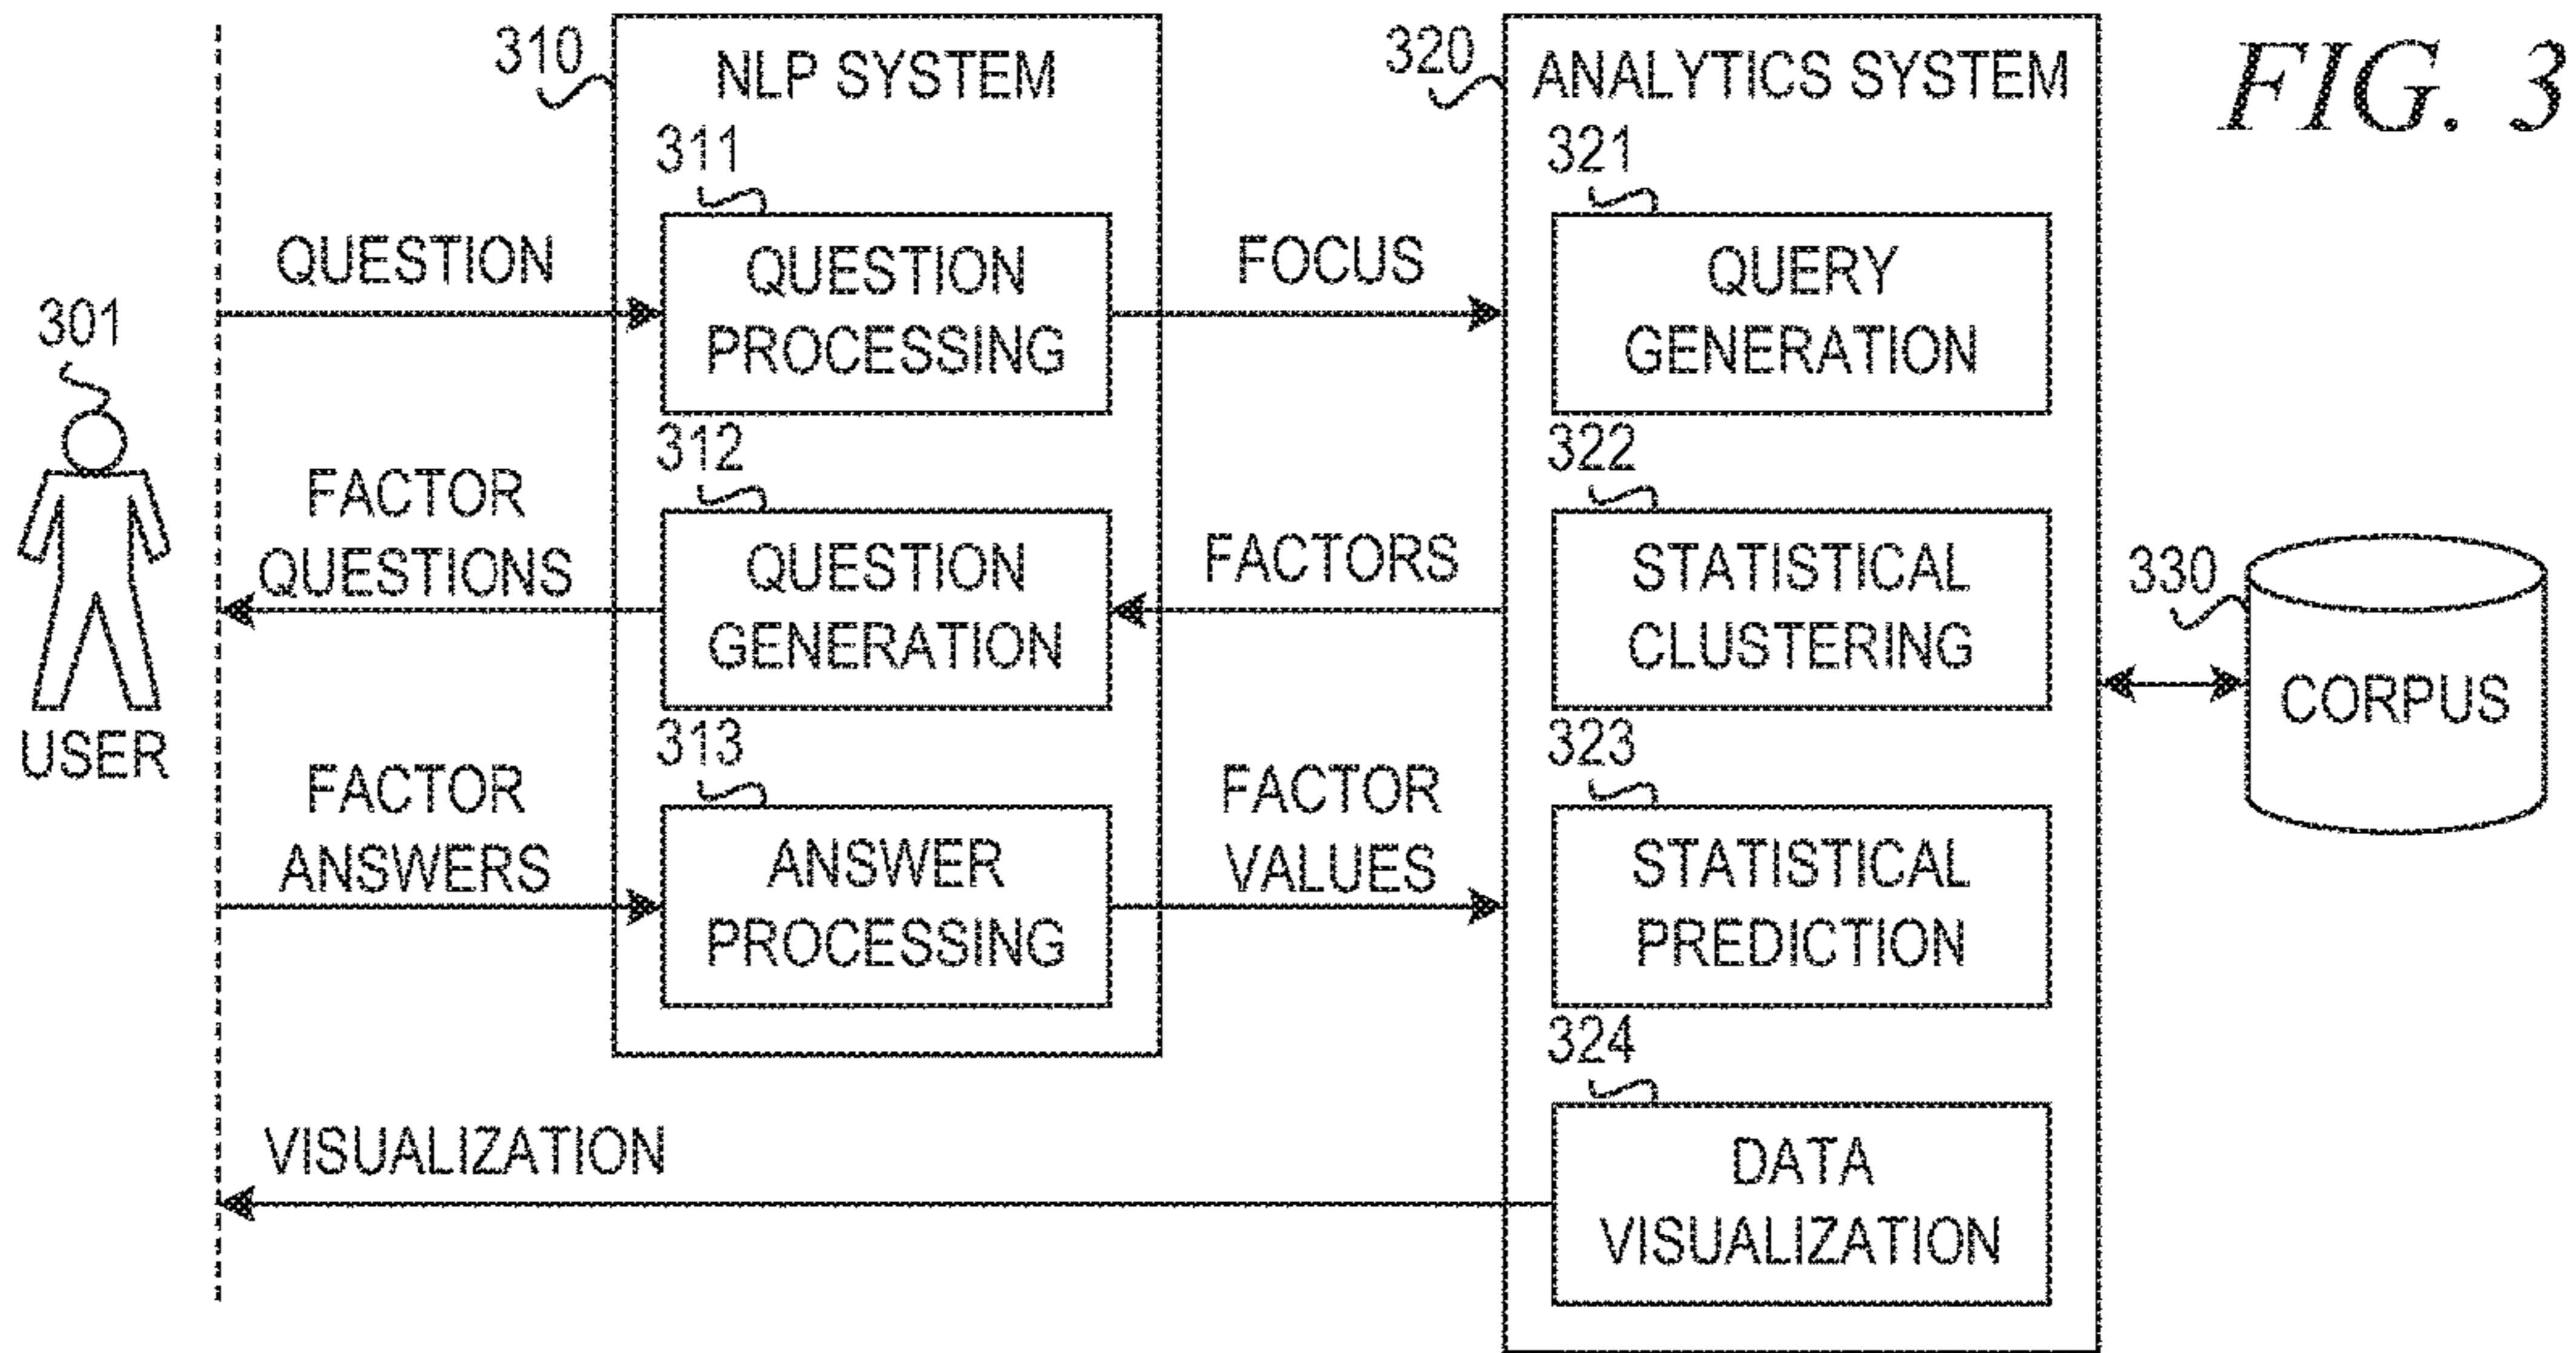 FIG. 3
310
NLP SYSTEM
320
ANALYTICS SYSTEM
301
USER
QUESTION
311
QUESTION
PROCESSING
FOCUS
321
QUERY
GENERATION
FACTOR
QUESTIONS
312
QUESTION
GENERATION
FACTORS
322
STATISTICAL
CLUSTERING
330
CORPUS
FACTOR
ANSWERS
313
ANSWER
PROCESSING
FACTOR
VALUES
323
STATISTICAL
PREDICTION
VISUALIZATION
324
DATA
VISUALIZATION